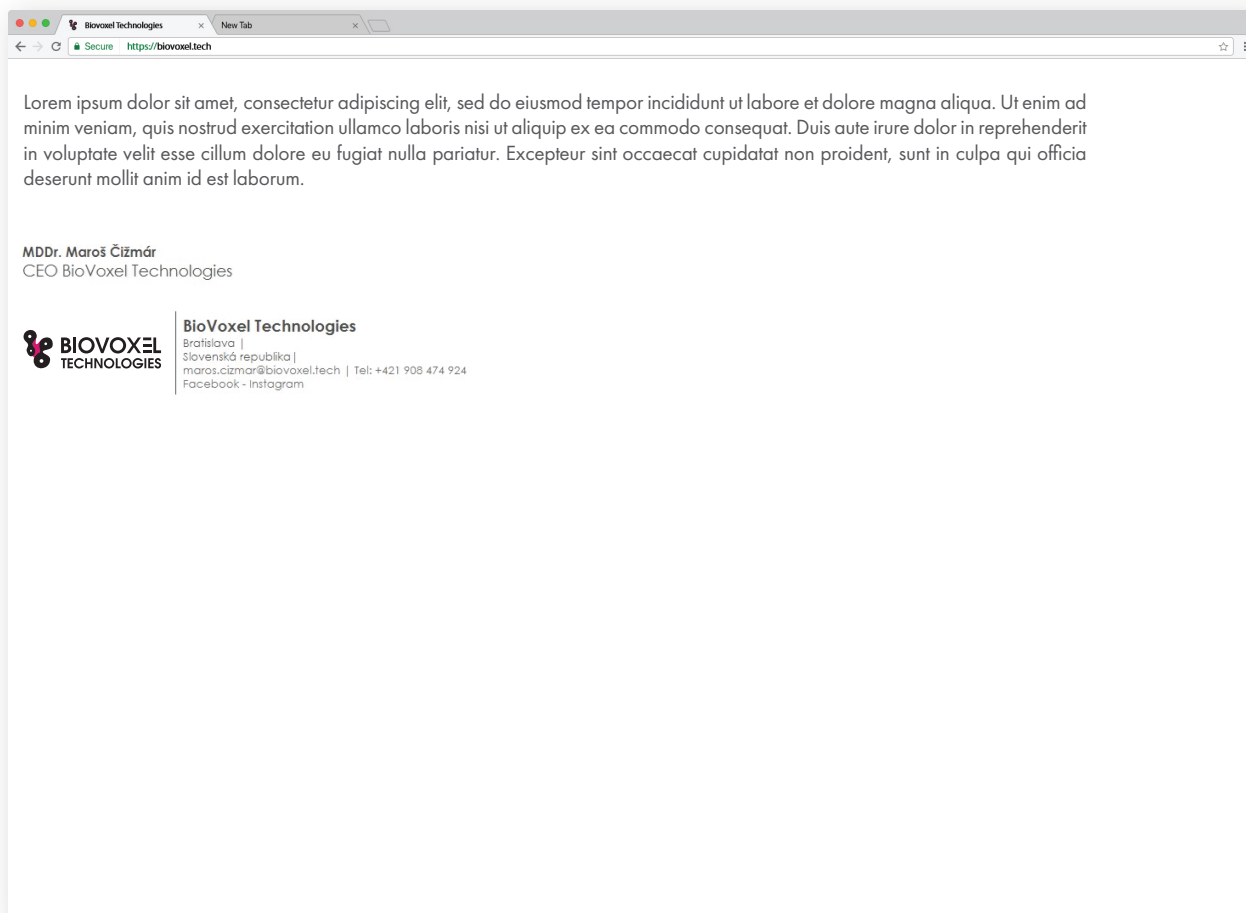 Biovoxel Technologies
New Tab
Secure https://biovoxel.tech
Lorem ipsum dolor sit amet, consectetur adipiscing elit, sed do eiusmod tempor incididunt ut labore et dolore magna aliqua. Ut enim ad
minim veniam, quis nostrud exercitation ullamco laboris nisi ut aliquip ex ea commodo consequat. Duis aute irure dolor in reprehenderit
in voluptate velit esse cillum dolore eu fugiat nulla pariatur. Excepteur sint occaecat cupidatat non proident, sunt in culpa qui officia
deserunt mollit anim id est laborum.
MDDr. Maroš Čižmár
CEO BioVoxel Technologies
BIOVOXEL
TECHNOLOGIES
BioVoxel Technologies
Bratislava |
Slovenská republika |
maros.cizmar@biovoxel.tech | Tel: +421 908 474 924
Facebook - Instagram